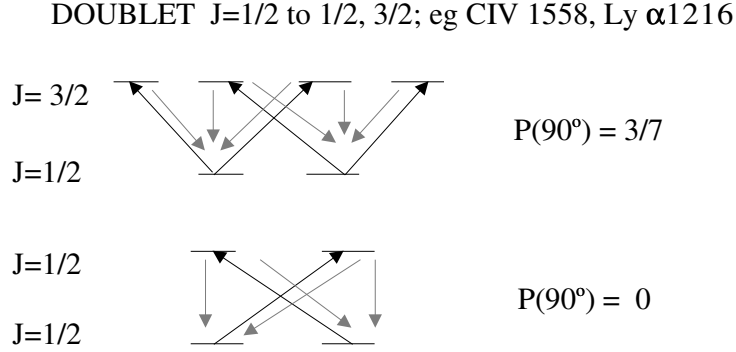 DOUBLET J=1/2 to 1/2, 3/2; eg CIV 1558, Ly α1216
J= 3/2
P(90º) = 3/7
J=1/2
J=1/2
P(90º) = 0
J=1/2